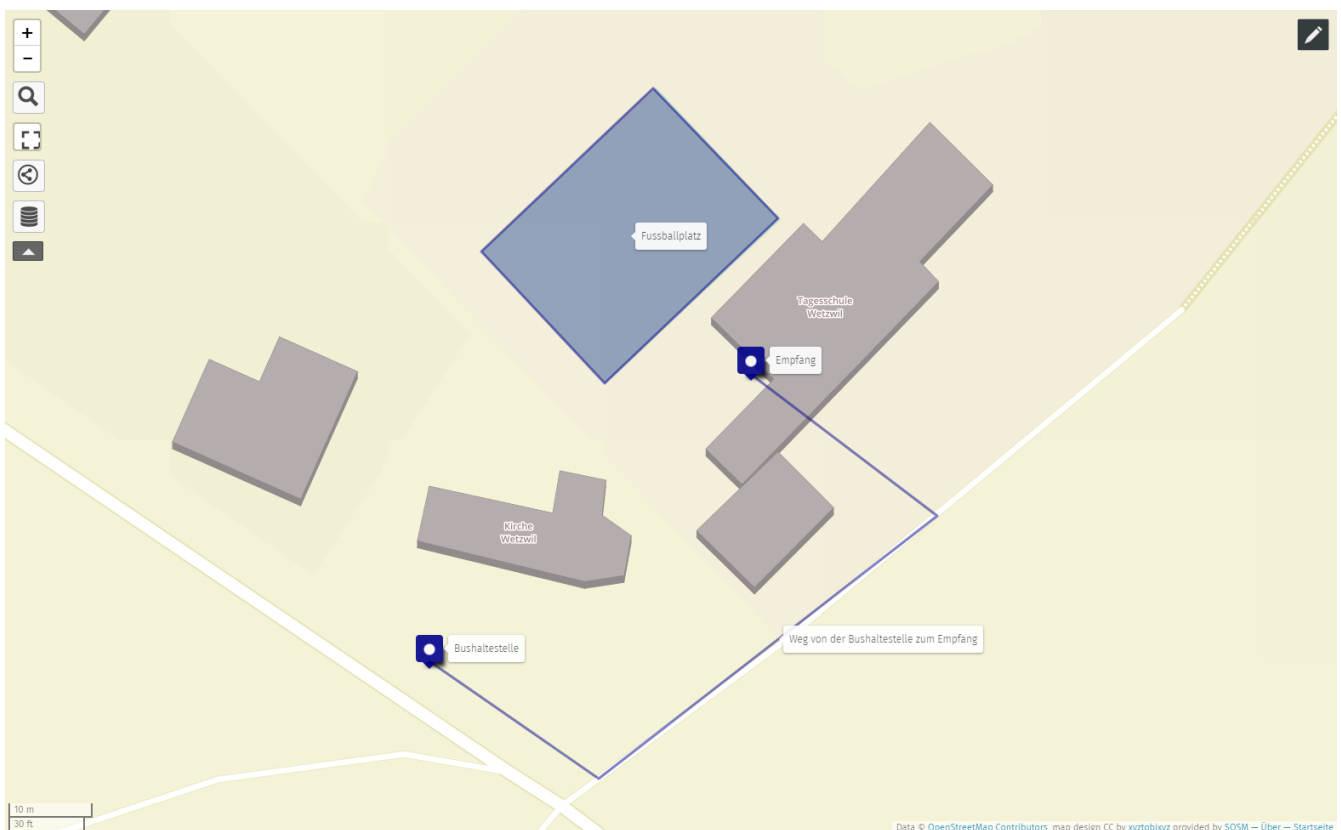 +
−
Fussballplatz
Tagesschule
Wetzwil
Empfang
Kirche
Wetzwil
Weg von der Bushaltestelle zum Empfang
Bushaltestelle
10 m
30 ft
Data © OpenStreetMap Contributors, map design CC by xyztobixyz provided by SOSM — Über — Startseite